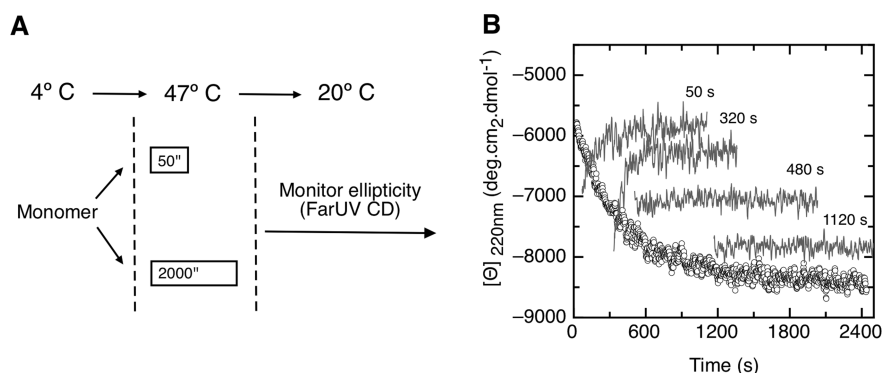 A
4º C
47º C
20º C
50"
Monomer
Monitor ellipticity
(FarUV CD)
2000"
B
[Θ] 220nm (deg.cm2.dmol-1)
−5000
−6000
−7000
−8000
−9000
50 s
320 s
480 s
1120 s
0
600
1200
1800
2400
Time (s)